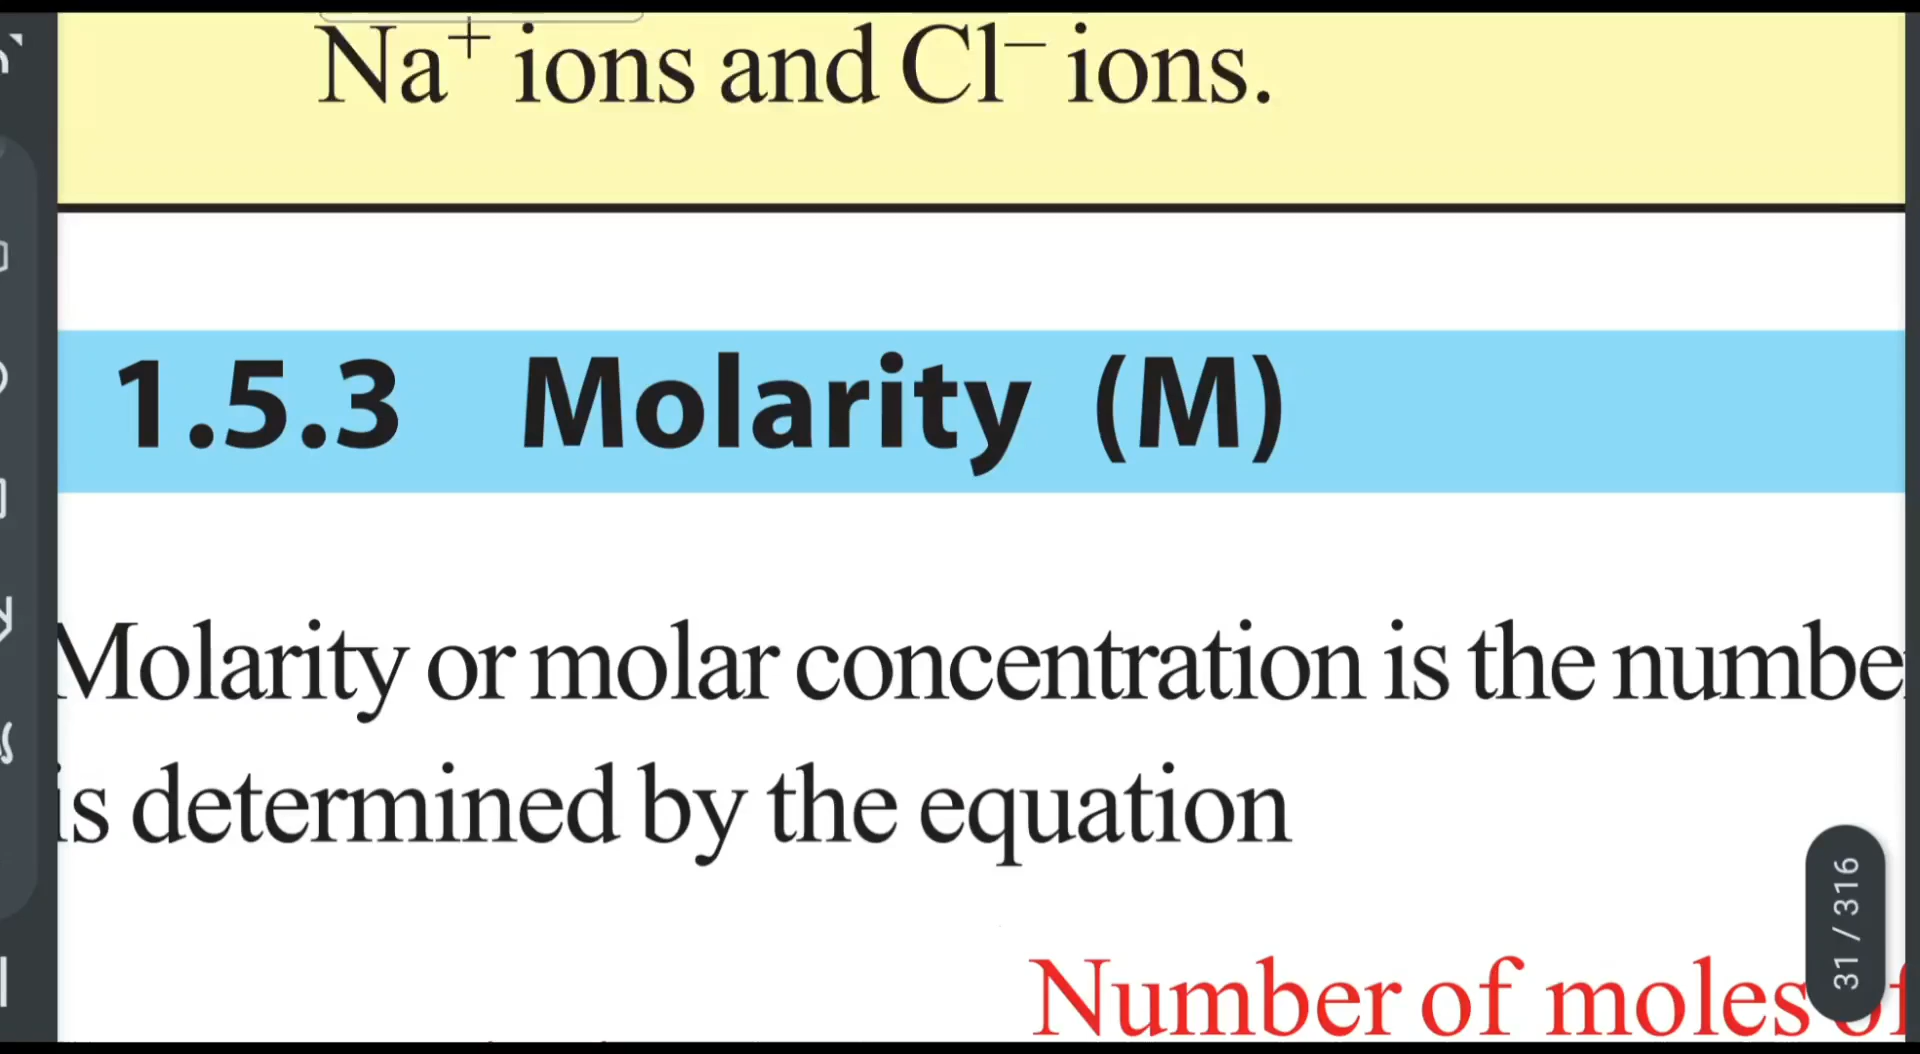 Na⁺ ions and Cl⁻ ions.
1.5.3 Molarity (M)
Molarity or molar concentration is the numbe
is determined by the equation
Number of moles of
31 / 316